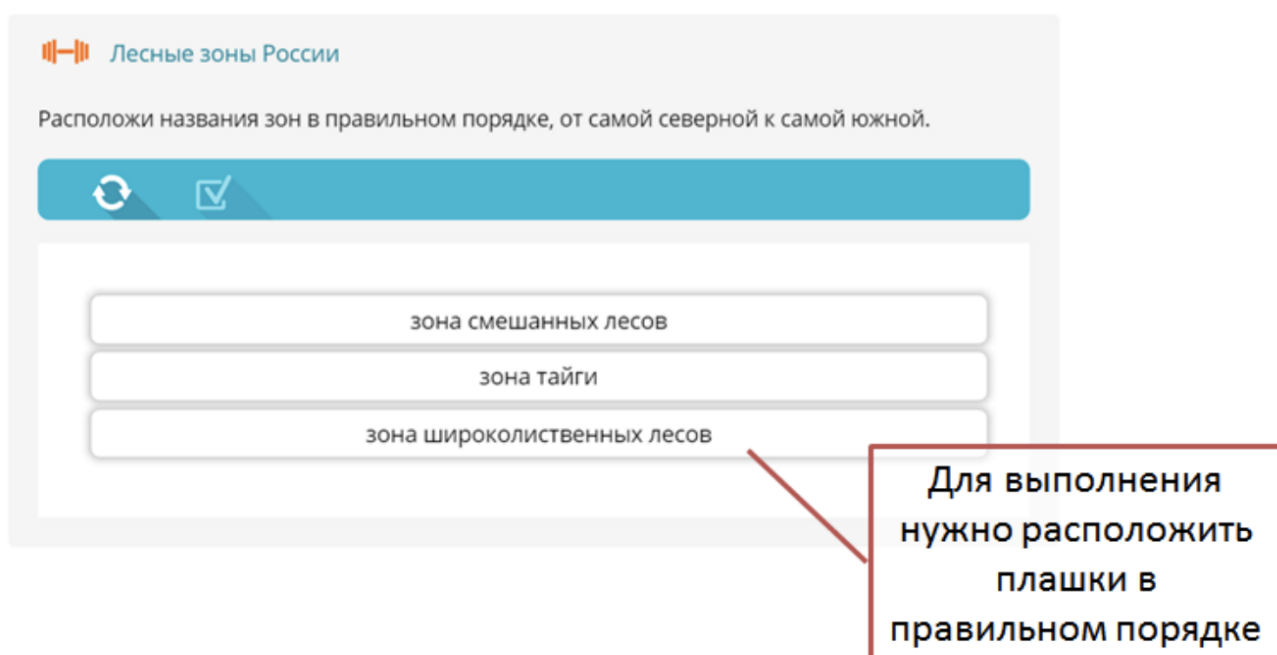 Лесные зоны России
Расположи названия зон в правильном порядке, от самой северной к самой южной.
зона смешанных лесов
зона тайги
зона широколиственных лесов
Для выполнения
нужно расположить
плашки в
правильном порядке